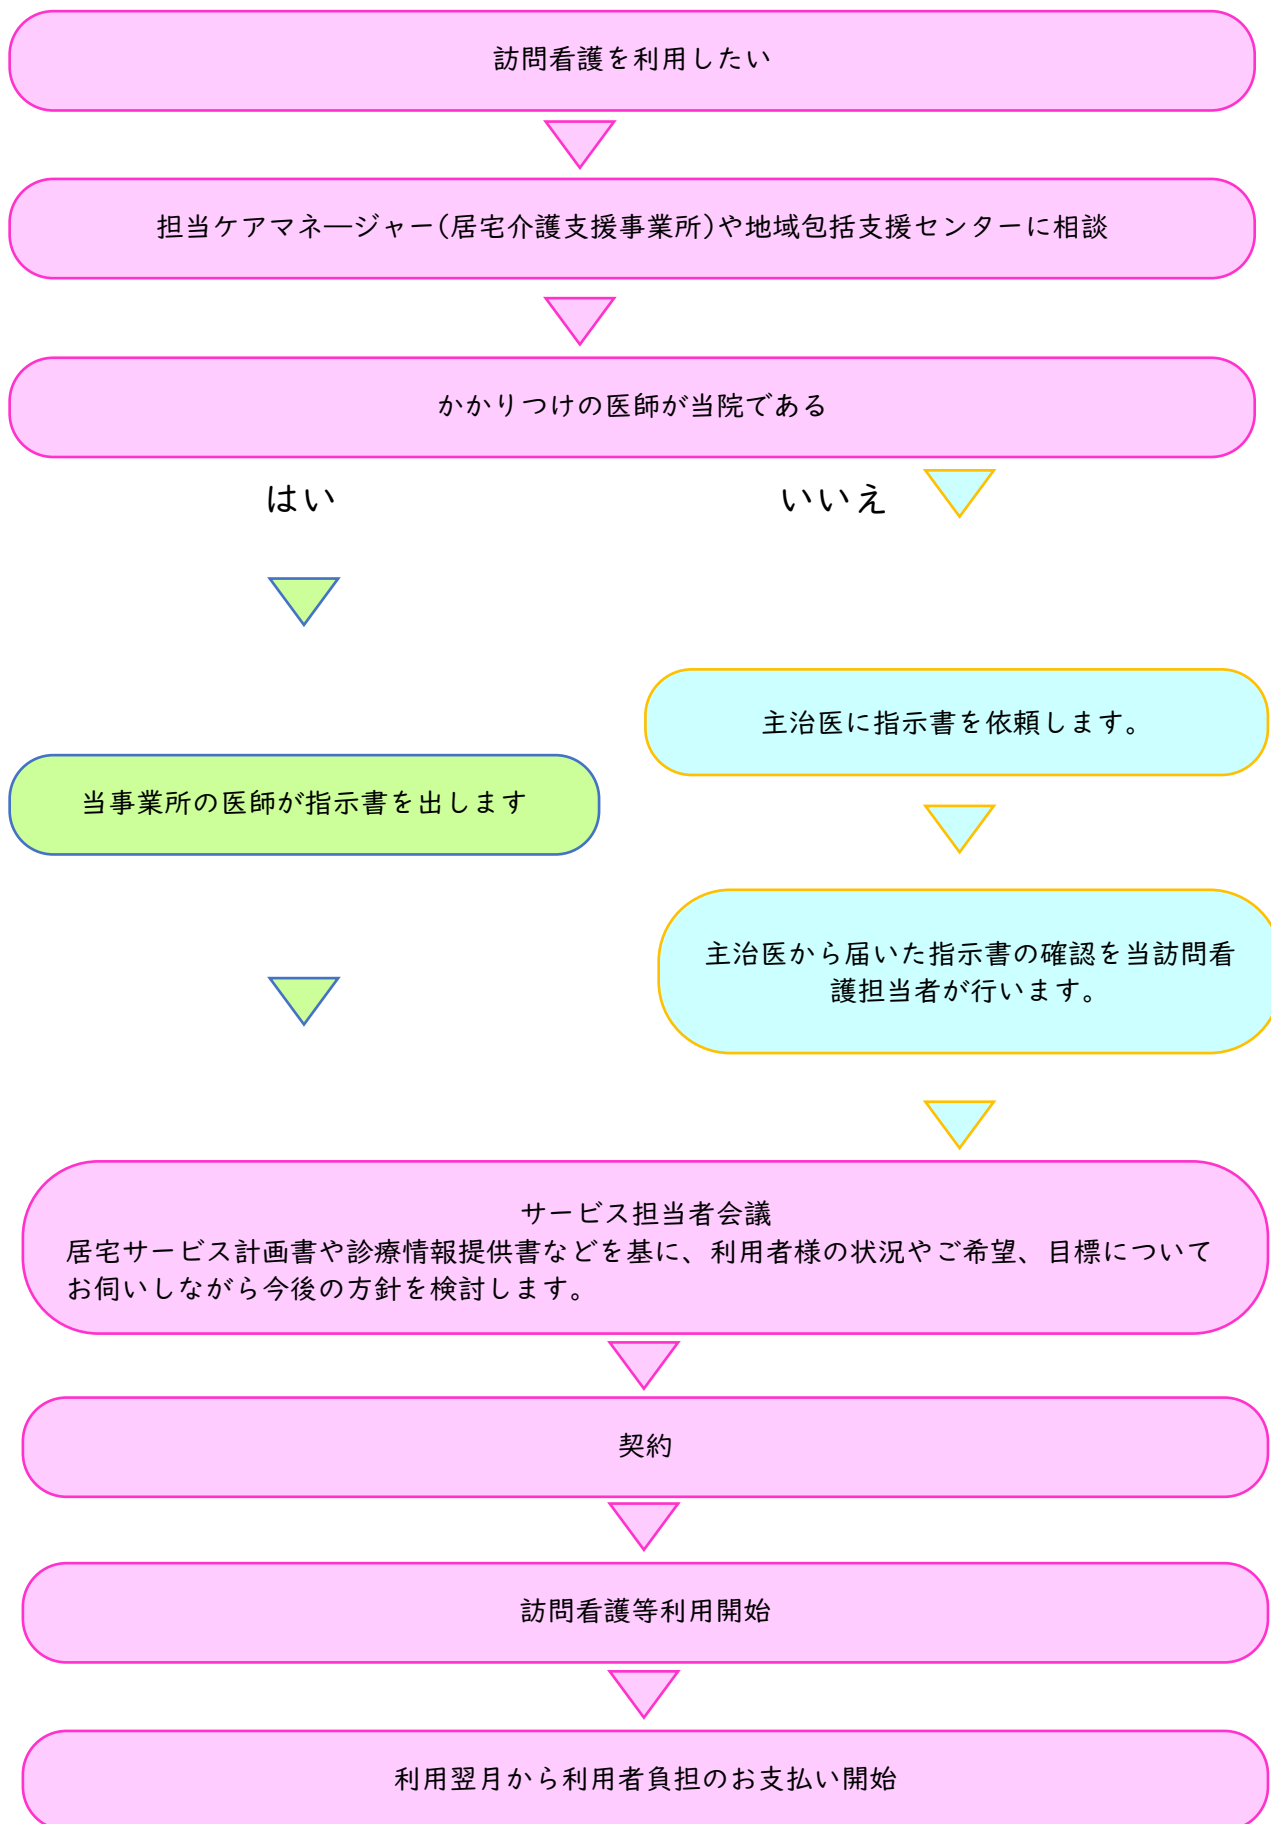 訪問看護を利用したい
担当ケアマネ―ジャー(居宅介護支援事業所)や地域包括支援センターに相談
かかりつけの医師が当院である
はい
いいえ
主治医に指示書を依頼します。
当事業所の医師が指示書を出します
主治医から届いた指示書の確認を当訪問看
護担当者が行います。
サービス担当者会議
居宅サービス計画書や診療情報提供書などを基に、利用者様の状況やご希望、目標について
お伺いしながら今後の方針を検討します。
契約
訪問看護等利用開始
利用翌月から利用者負担のお支払い開始